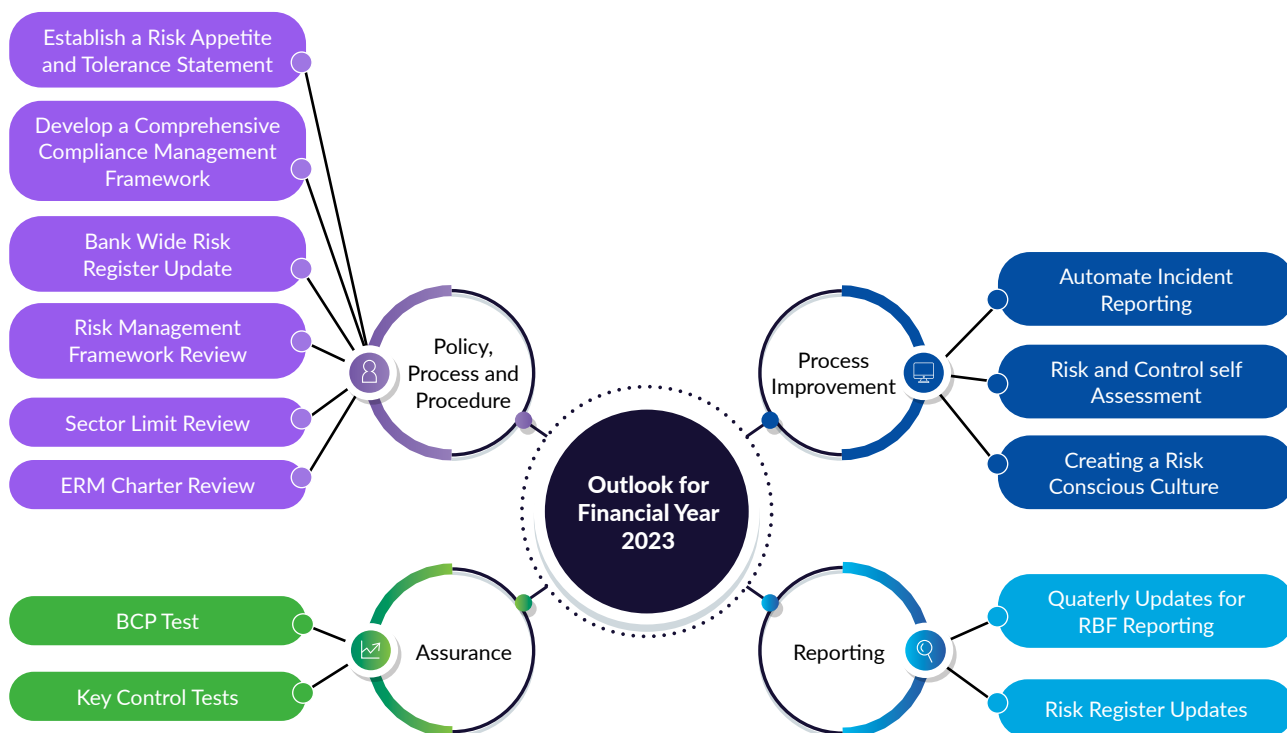 Establish a Risk Appetite
and Tolerance Statement
Develop a Comprehensive
Compliance Management
Framework
Bank Wide Risk
Register Update
Risk Management
Framework Review
Sector Limit Review
ERM Charter Review
Policy,
Process and
Procedure
Process
Improvement
Automate Incident
Reporting
Risk and Control self
Assessment
Creating a Risk
Conscious Culture
Outlook for
Financial Year
2023
BCP Test
Key Control Tests
Assurance
Reporting
Quaterly Updates for
RBF Reporting
Risk Register Updates